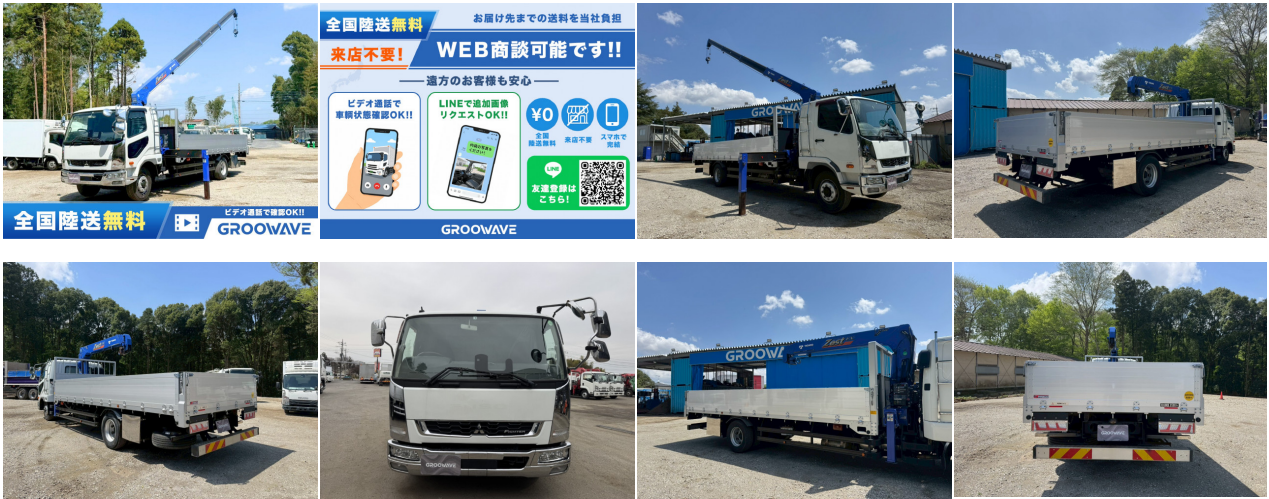 全国陸送無料
ビデオ通話で確認OK!!
GROOWAVE
全国陸送無料
お届け先までの送料を当社負担
来店不要!
WEB商談可能です!!
遠方のお客様も安心
ビデオ通話で
車輌状態確認OK!!
LINEで追加画像
リクエストOK!!
¥0
全国
陸送無料
来店不要
スマホで
完結
LINE
友達登録は
こちら!
GROOWAVE
GROOWAVE
GROOWAVE
FUSO
GROOWAVE
GROOWAVE